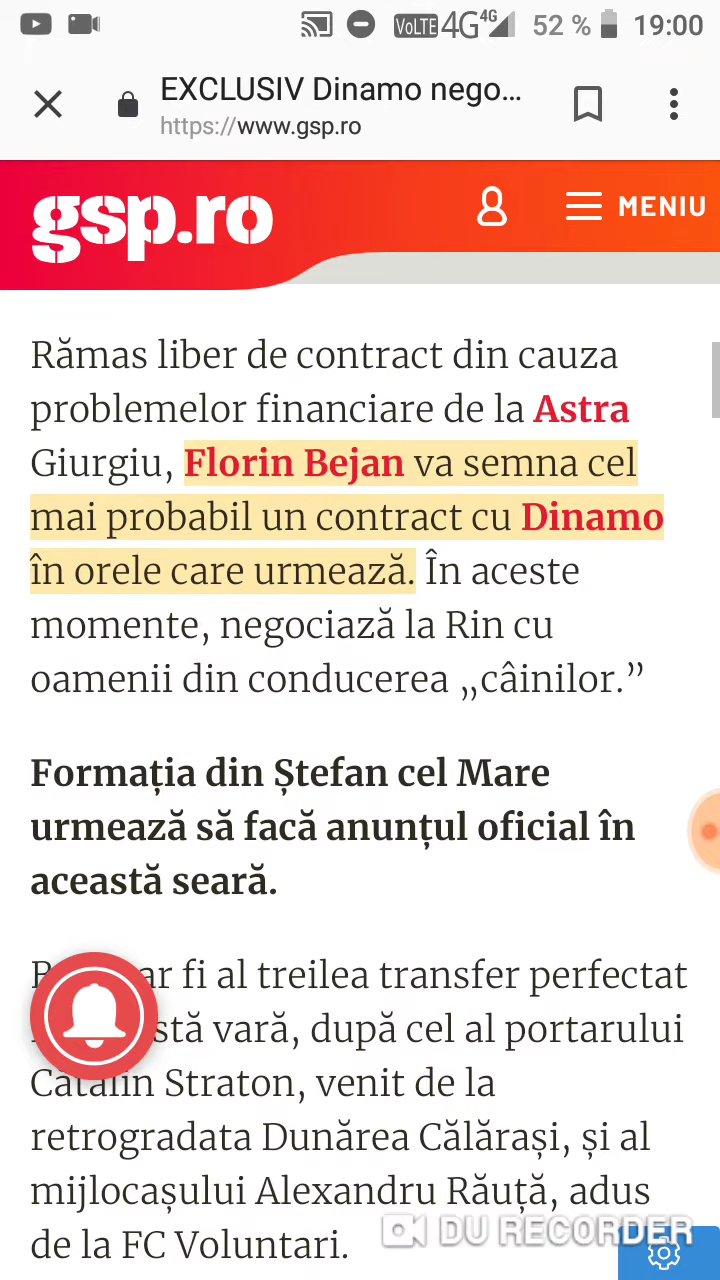 VoLTE 4G 4G 52 % 19:00
EXCLUSIV Dinamo nego...
https://www.gsp.ro
gsp.ro
MENIU
Rămas liber de contract din cauza
problemelor financiare de la Astra
Giurgiu, Florin Bejan va semna cel
mai probabil un contract cu Dinamo
în orele care urmează. În aceste
momente, negociază la Rin cu
oamenii din conducerea „câinilor.”
Formația din Ștefan cel Mare
urmează să facă anunțul oficial în
această seară.
ar fi al treilea transfer perfectat
vară, după cel al portarului
Cătălin Straton, venit de la
retrogradata Dunărea Călărași, și al
mijlocașului Alexandru Răuță, adus
de la FC Voluntari.
DU RECORDER